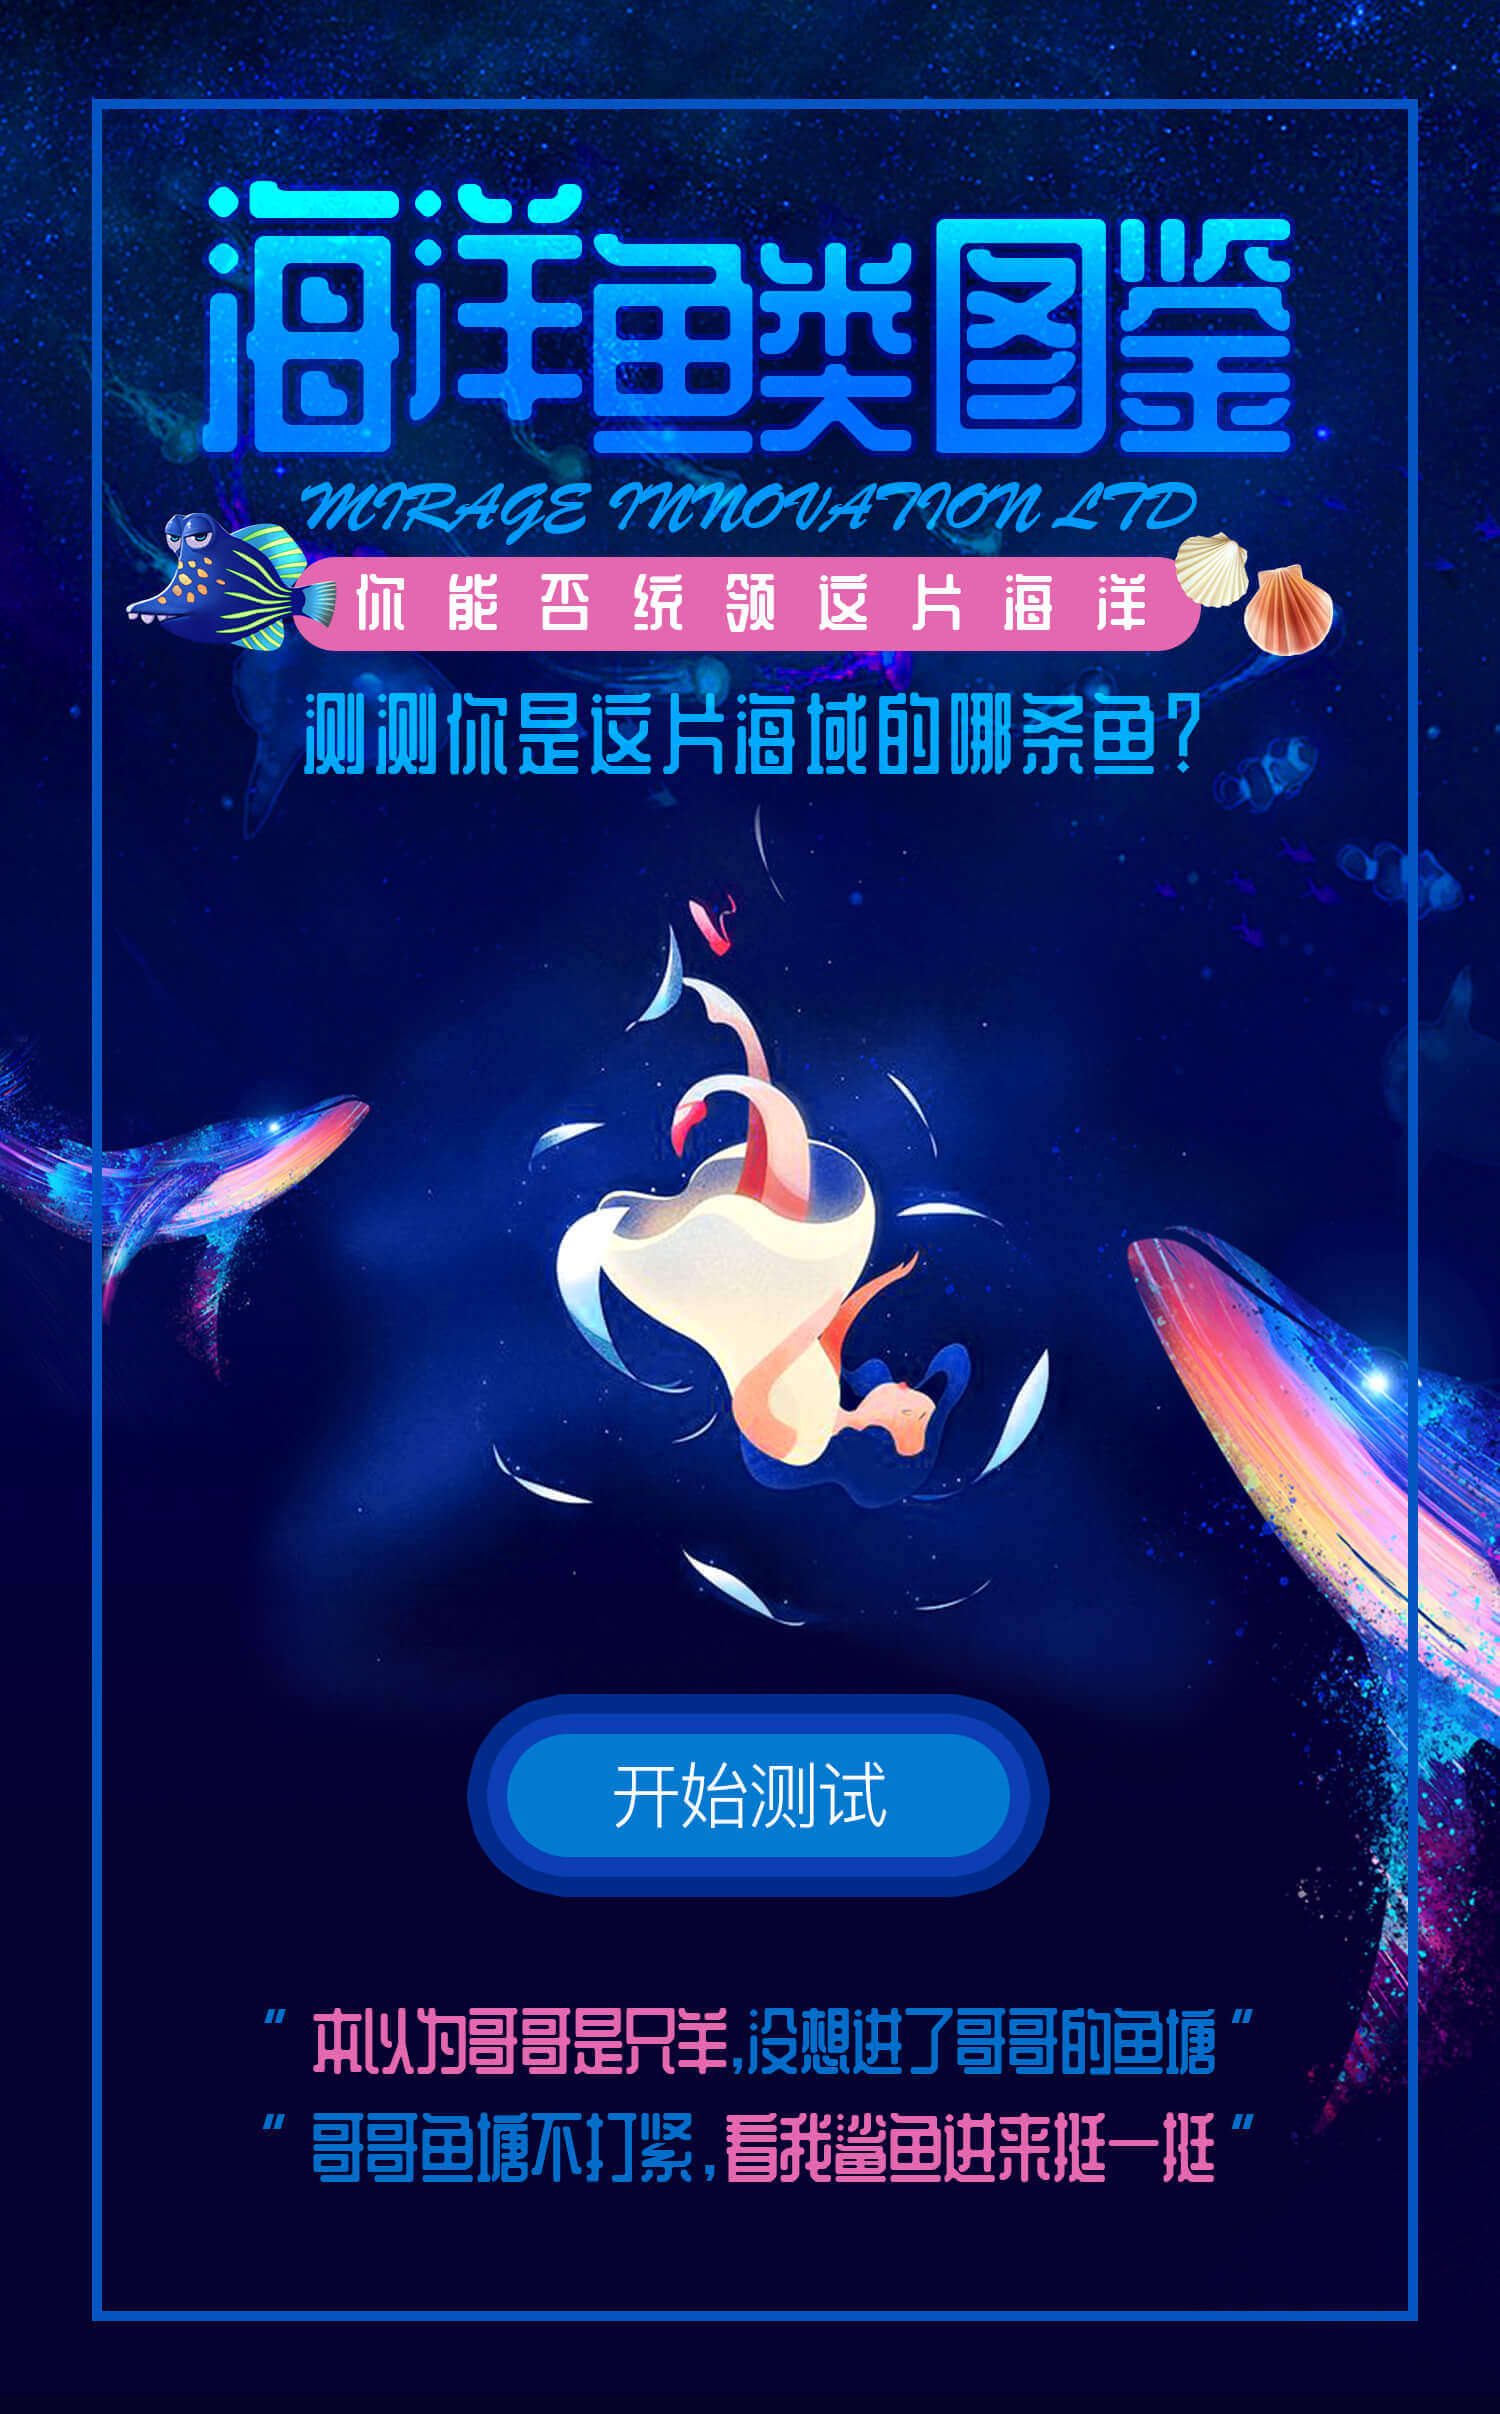 海洋鱼类图鉴
MIRAGE INNOVATION LTD
你能否统领这片海洋
测测你是这片海域的哪条鱼?
开始测试
"本以为哥哥是只羊,没想进了哥哥的鱼塘"
"哥哥鱼塘不打紧,看我鲨鱼进来挺一挺"